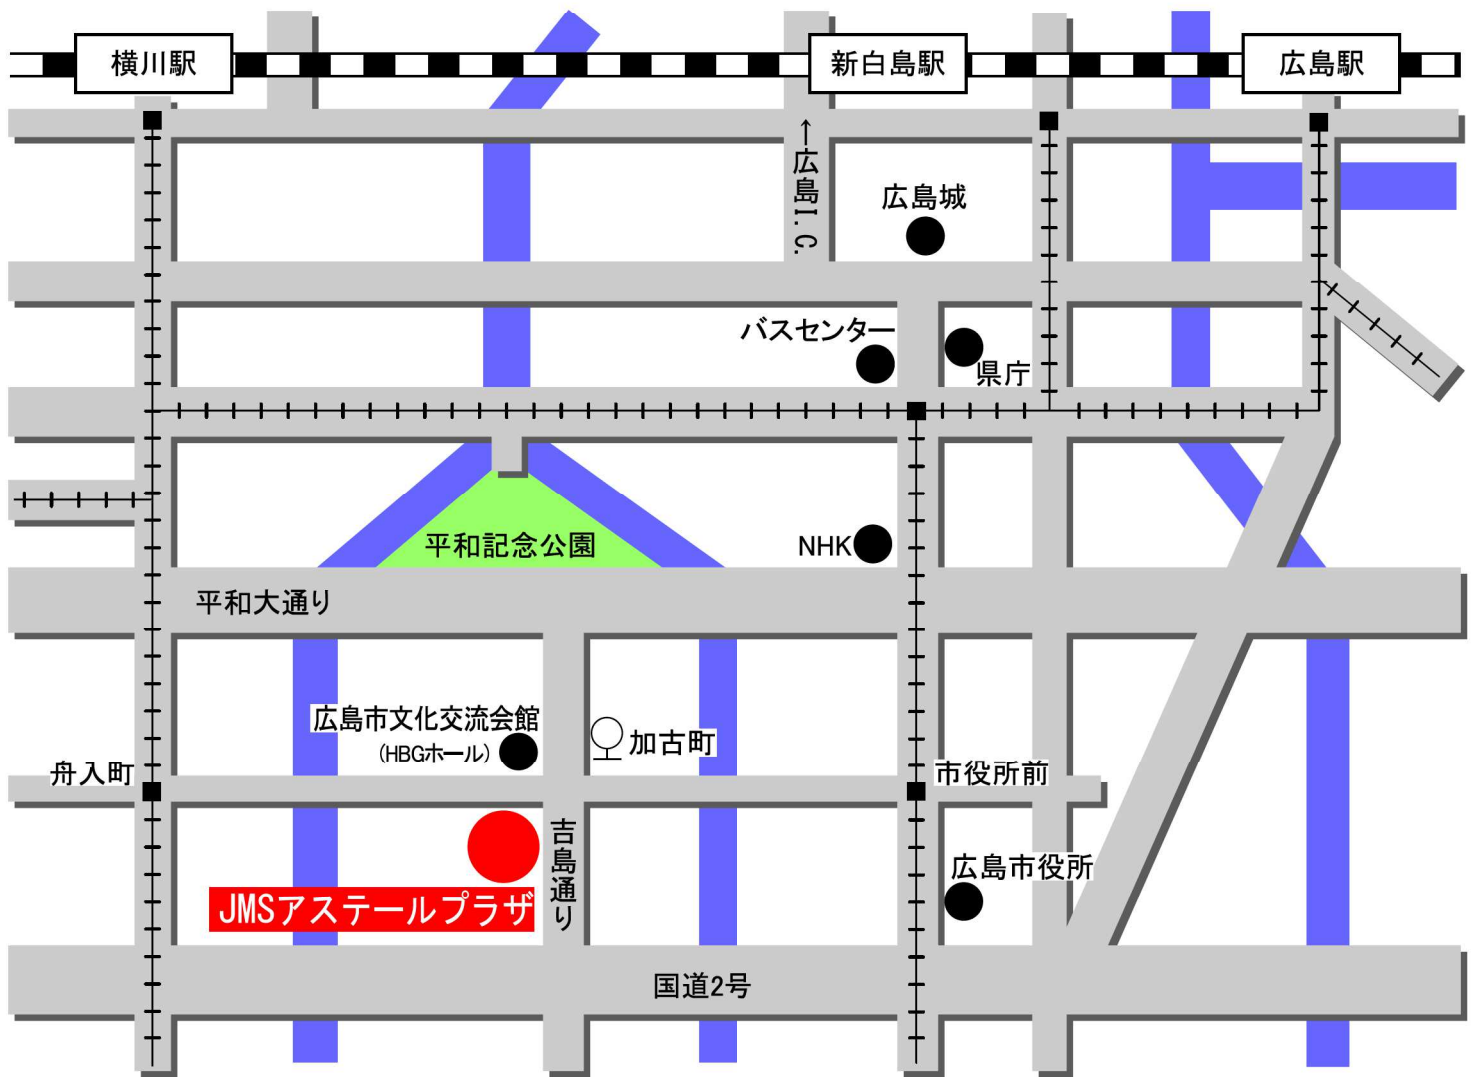 横川駅
新白島駅
広島駅
←広島I.C.
広島城
バスセンター
県庁
平和記念公園
NHK
平和大通り
広島市文化交流会館
(HBGホール)
加古町
舟入町
市役所前
吉島通り
広島市役所
JMSアステールプラザ
国道2号